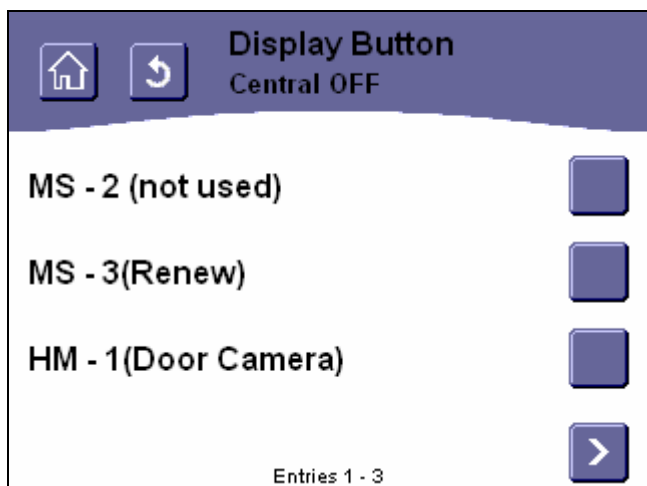 Display Button
Central OFF
MS - 2 (not used)
MS - 3(Renew)
HM - 1(Door Camera)
Entries 1 - 3